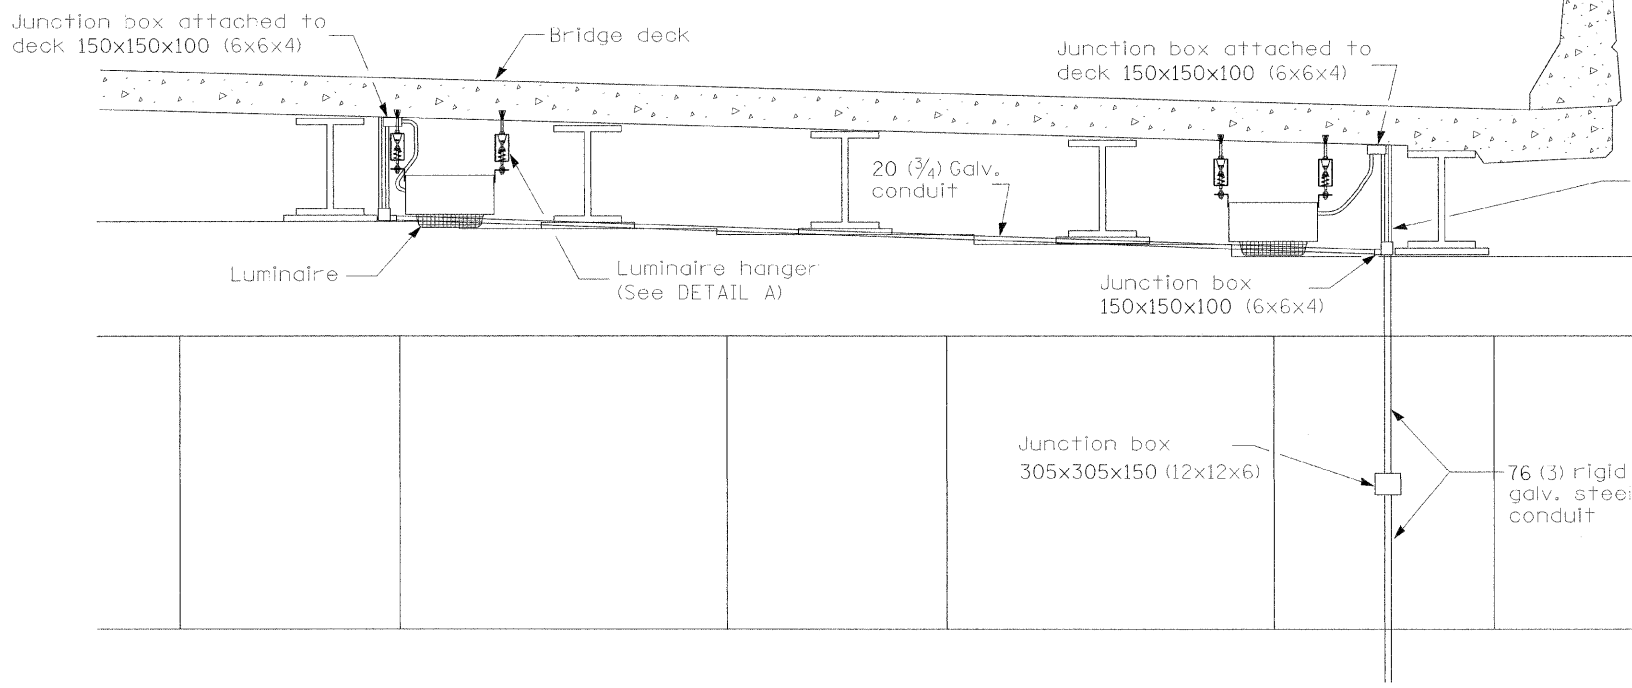 Junction box attached to
deck 150x150x100 (6x6x4)
Bridge deck
Junction box attached to
deck 150x150x100 (6x6x4)
20 (3/4) Galv.
conduit
Luminaire
Luminaire hanger
(See DETAIL A)
Junction box
150x150x100 (6x6x4)
Junction box
305x305x150 (12x12x6)
76 (3) rigid
galv. steel
conduit